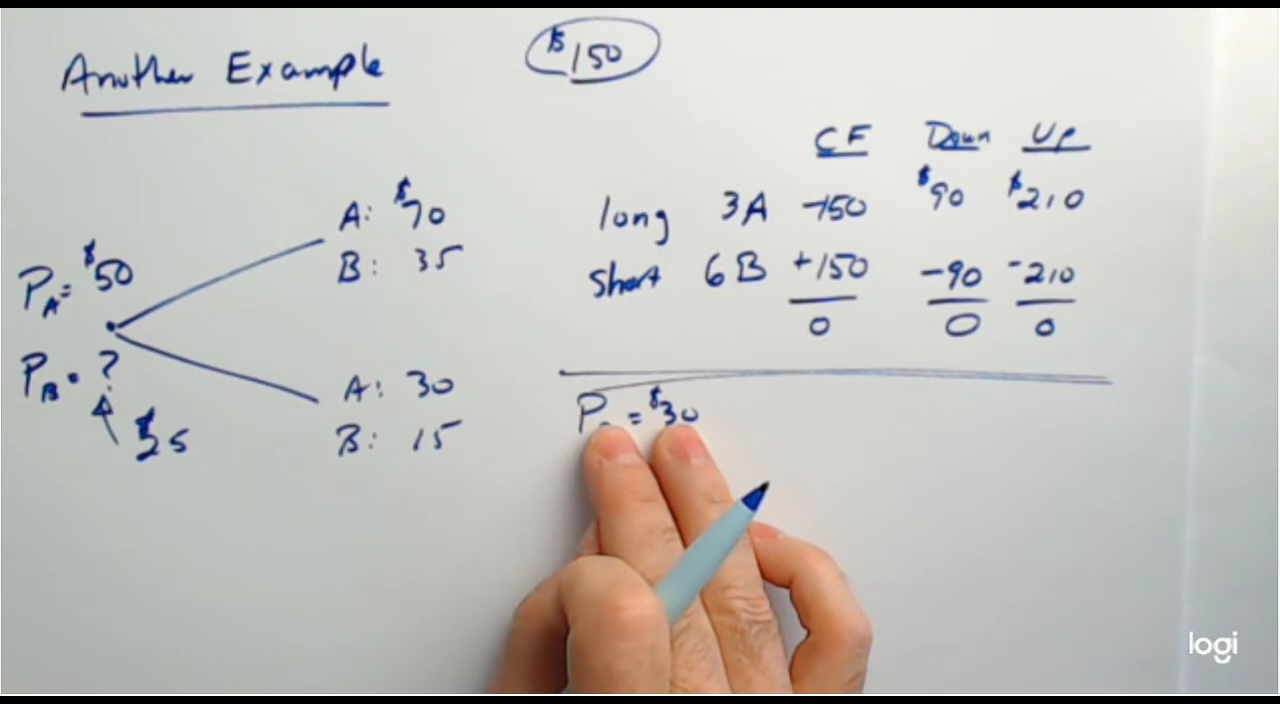 Another Example
$150
CF Down Up
long 3A -150 $90 $210
short 6B +150 -90 -210
0 0 0
A: $70
B: 35
PA= $50
PB= ?
$25
A: 30
B: 15
P = $30
logi